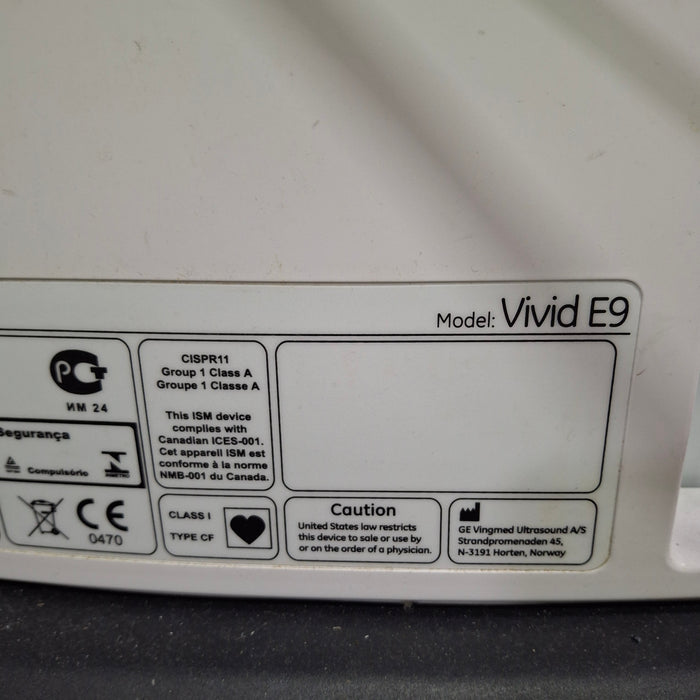 Model: Vivid E9
РСТ
ИМ 24
Segurança
Compulsório
INMETRO
CE
0470
CISPR11
Group 1 Class A
Groupe 1 Classe A
This ISM device
complies with
Canadian ICES-001.
Cet appareil ISM est
conforme à la norme
NMB-001 du Canada.
CLASS I
TYPE CF
Caution
United States law restricts
this device to sale or use by
or on the order of a physician.
GE Vingmed Ultrasound A/S
Strandpromenaden 45,
N-3191 Horten, Norway